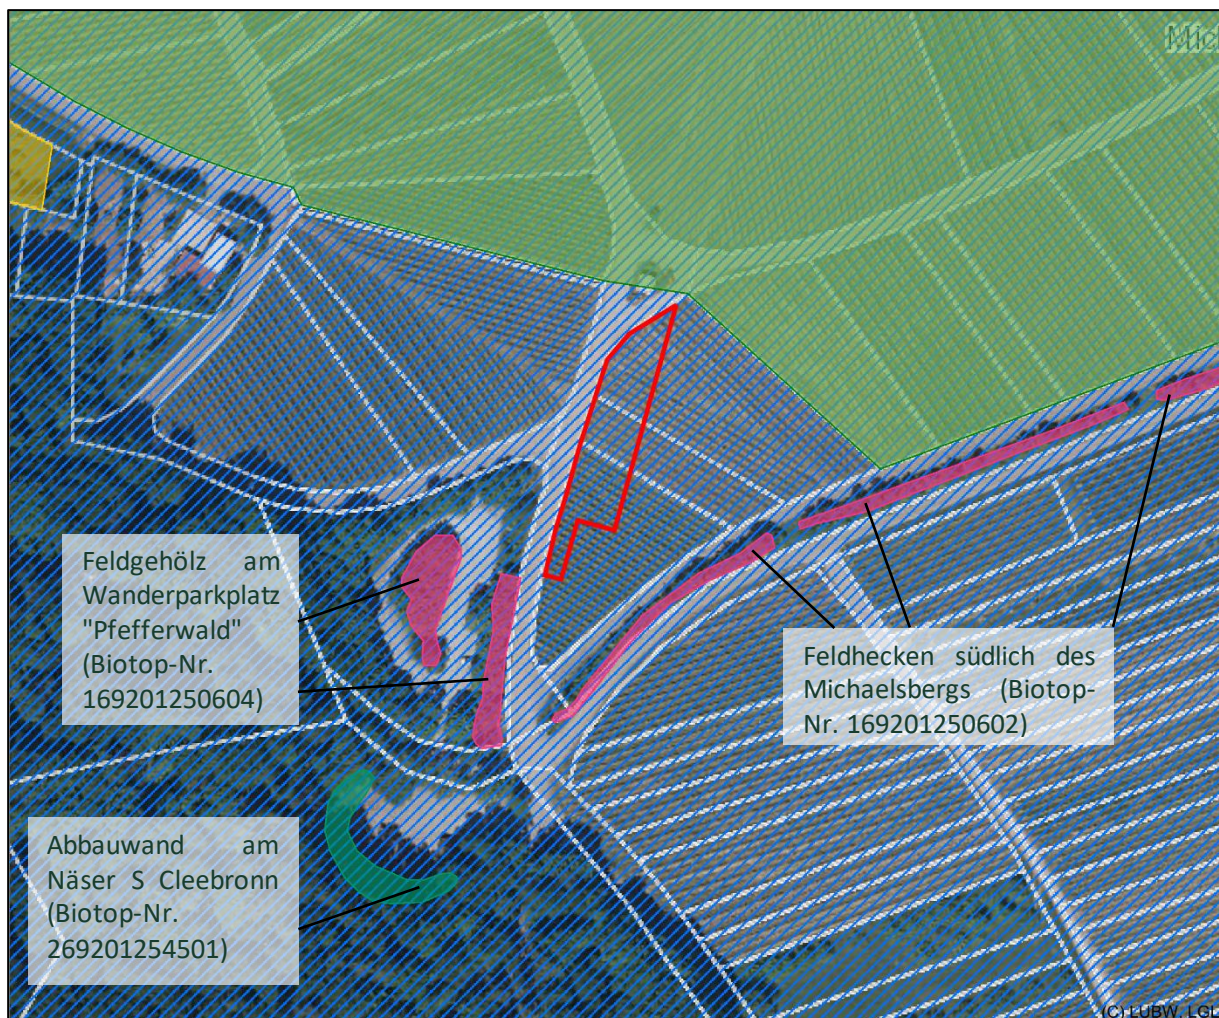 Feldgehölz am
Wanderparkplatz
"Pfefferwald"
(Biotop-Nr.
169201250604)
Feldhecken südlich des
Michaelsbergs (Biotop-
Nr. 169201250602)
Abbauwand am
Näser S Cleebronn
(Biotop-Nr.
269201254501)
(C) LUBW, LGL